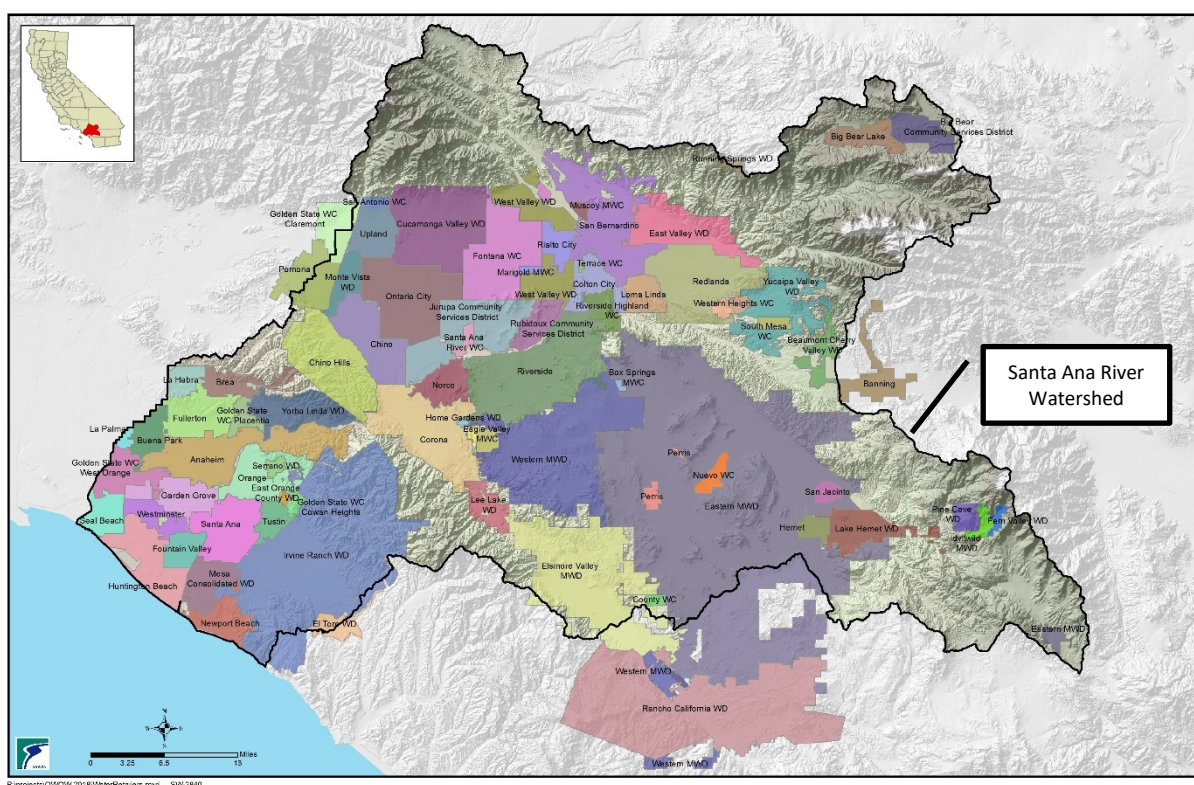 Big Bear
Community Services District
Big Bear Lake
Running Springs WD
San Antonio WC
West Valley WD
Muscoy MWC
Golden State WC
Claremont
Upland
Cucamonga Valley WD
San Bernardino
East Valley WD
Rialto City
Fontana WC
Pomona
Monte Vista
WD
Terrace WC
Marigold MWC
Colton City
Ontario City
West Valley WD
Loma Linda
Redlands
Yucaipa Valley
WD
Western Heights WC
Riverside Highland
WC
Jurupa Community
Services District
Rubidoux Community
Services District
South Mesa
WC
Santa Ana
River WC
Beaumont Cherry
Valley WD
Chino
Chino Hills
Banning
Santa Ana River
Watershed
La Habra
Brea
Norco
Riverside
Box Springs
MWC
Fullerton
Golden State
WC Placentia
Yorba Linda WD
Home Gardens WD
Eagle Valley
MWC
La Palma
Buena Park
Corona
Anaheim
Western MWD
Perris
Golden State WC
West Orange
Serrano WD
Orange
East Orange
County WD
Golden State WC
Cowan Heights
Nuevo WC
Perris
San Jacinto
Garden Grove
Westminster
Santa Ana
Tustin
Lee Lake
WD
Eastern MWD
Seal Beach
Hemet
Lake Hemet WD
Pine Cove
WD
Fern Valley WD
MWD
Fountain Valley
Irvine Ranch WD
Huntington Beach
Mesa
Consolidated WD
Elsinore Valley
MWD
County WC
Newport Beach
El Toro WD
Eastern MWD
Western MWD
Rancho California WD
Western MWD
N
W E
S
Miles
0 3.25 6.5 13
SAWPA